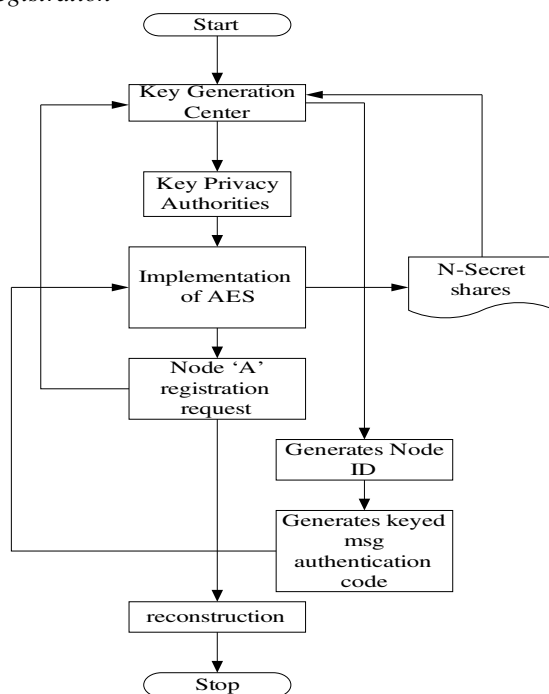 egistration
Start
Key Generation
Center
Key Privacy
Authorities
Implementation
of AES
N-Secret
shares
Node ‘A’
registration
request
Generates Node
ID
Generates keyed
msg
authentication
code
reconstruction
Stop